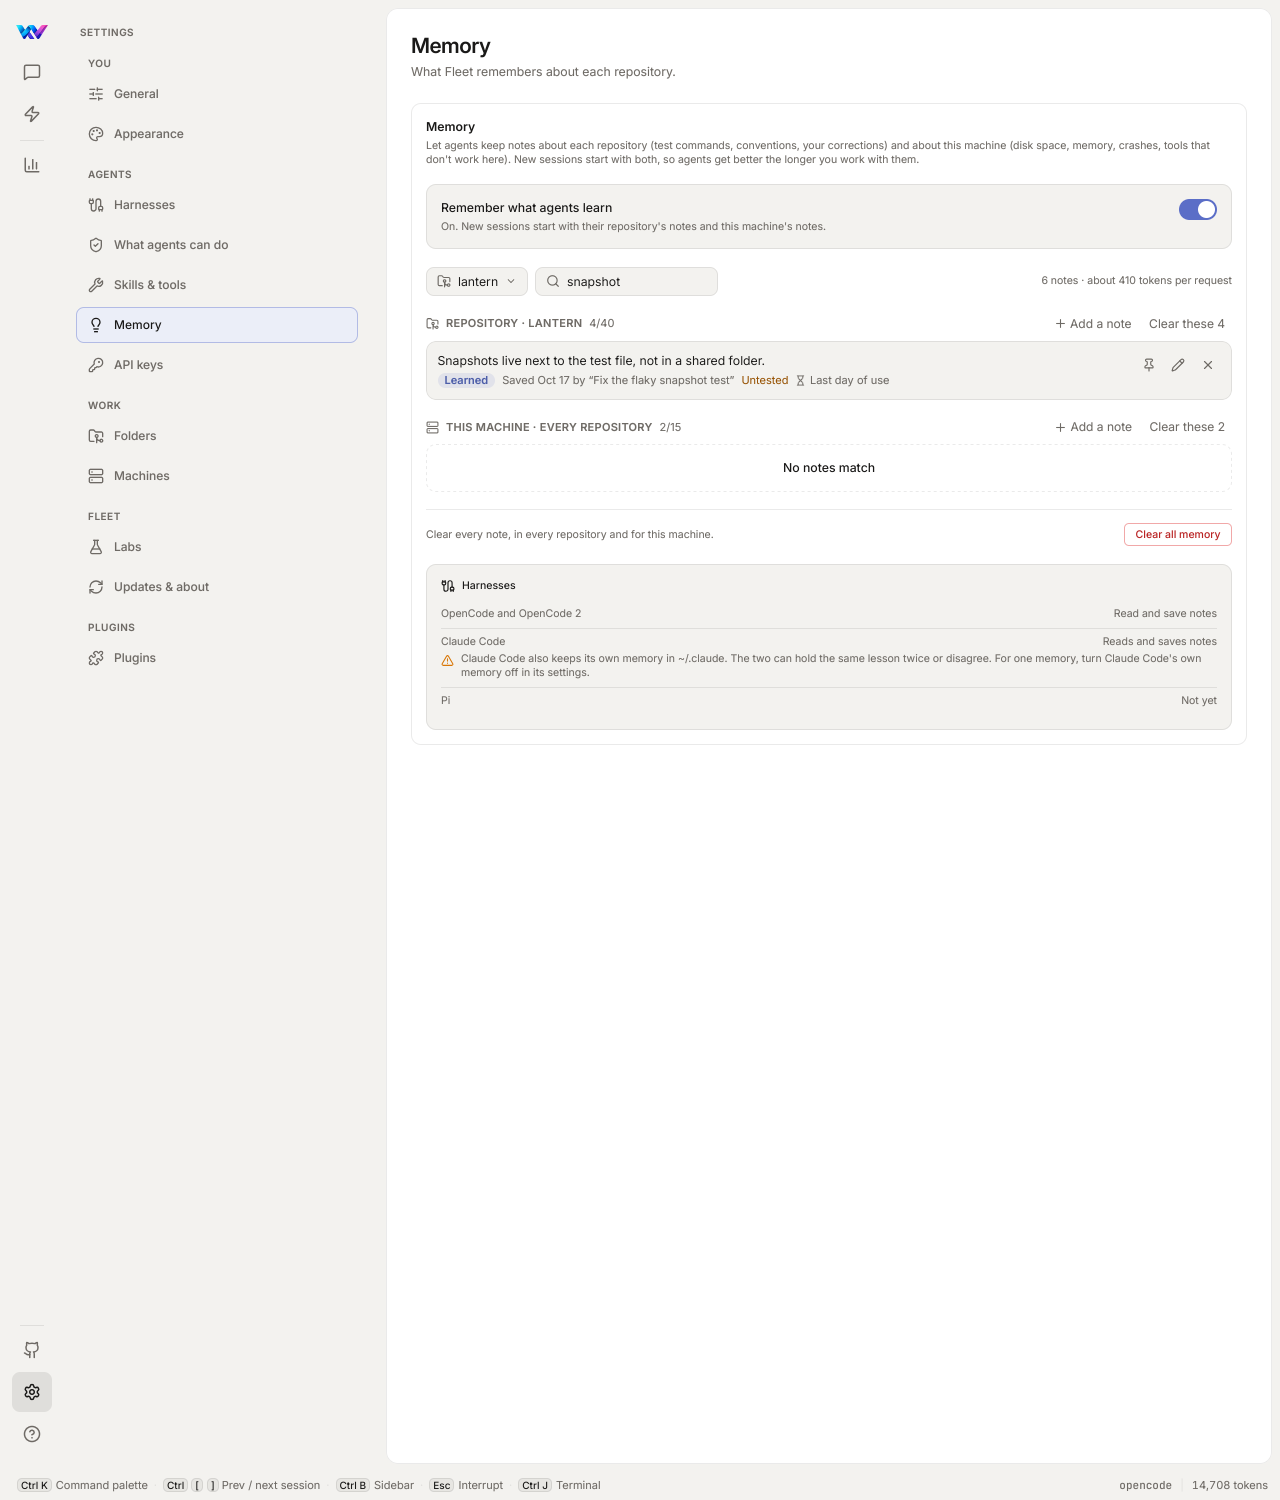 SETTINGS
YOU
General
Appearance
AGENTS
Harnesses
What agents can do
Skills & tools
Memory
API keys
WORK
Folders
Machines
FLEET
Labs
Updates & about
PLUGINS
Plugins
Memory
What Fleet remembers about each repository.
Memory
Let agents keep notes about each repository (test commands, conventions, your corrections) and about this machine (disk space, memory, crashes, tools that
don't work here). New sessions start with both, so agents get better the longer you work with them.
Remember what agents learn
On. New sessions start with their repository's notes and this machine's notes.
lantern
snapshot
6 notes · about 410 tokens per request
REPOSITORY · LANTERN 4/40
Add a note
Clear these 4
Snapshots live next to the test file, not in a shared folder.
Learned Saved Oct 17 by “Fix the flaky snapshot test” Untested Last day of use
THIS MACHINE · EVERY REPOSITORY 2/15
Add a note
Clear these 2
No notes match
Clear every note, in every repository and for this machine.
Clear all memory
Harnesses
OpenCode and OpenCode 2 Read and save notes
Claude Code Reads and saves notes
Claude Code also keeps its own memory in ~/.claude. The two can hold the same lesson twice or disagree. For one memory, turn Claude Code's own
memory off in its settings.
Pi Not yet
Ctrl K Command palette Ctrl [ ] Prev / next session Ctrl B Sidebar Esc Interrupt Ctrl J Terminal
opencode 14,708 tokens